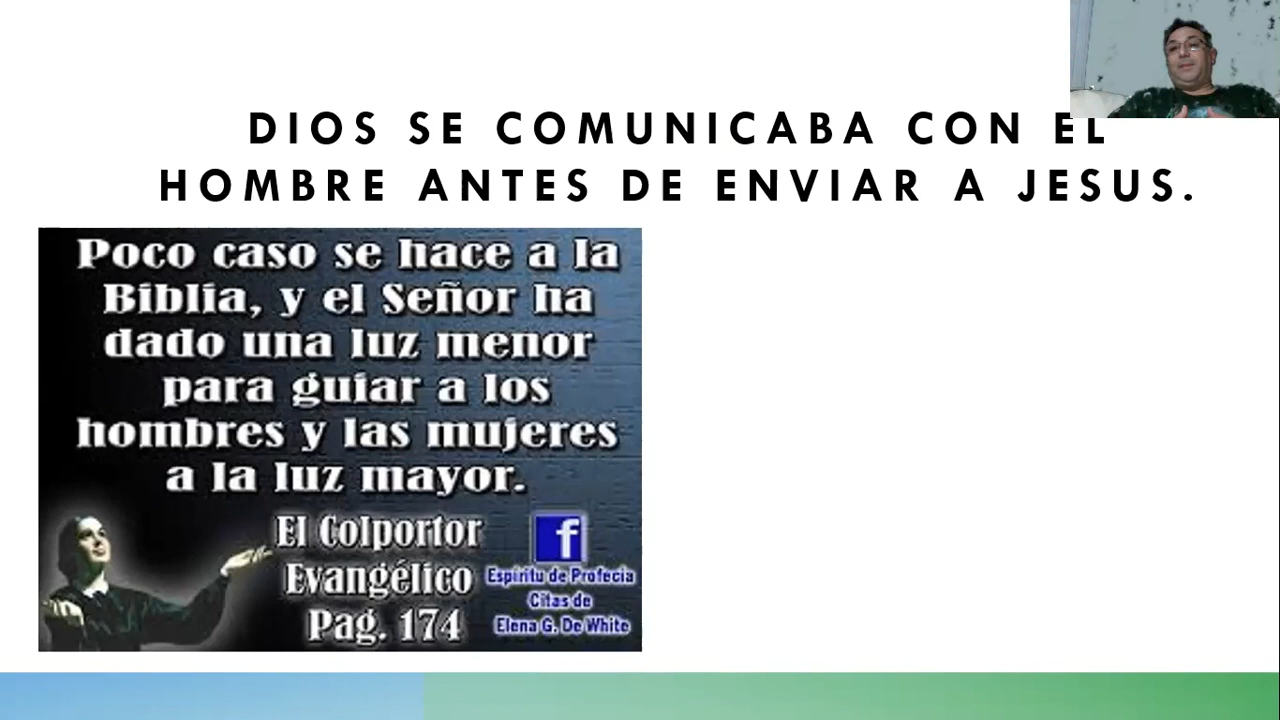 DIOS SE COMUNICABA CON EL
HOMBRE ANTES DE ENVIAR A JESUS.
Poco caso se hace a la
Biblia, y el Señor ha
dado una luz menor
para guiar a los
hombres y las mujeres
a la luz mayor.
El Colportor
Evangélico
Pag. 174
f
Espíritu de Profecia
Citas de
Elena G. De White